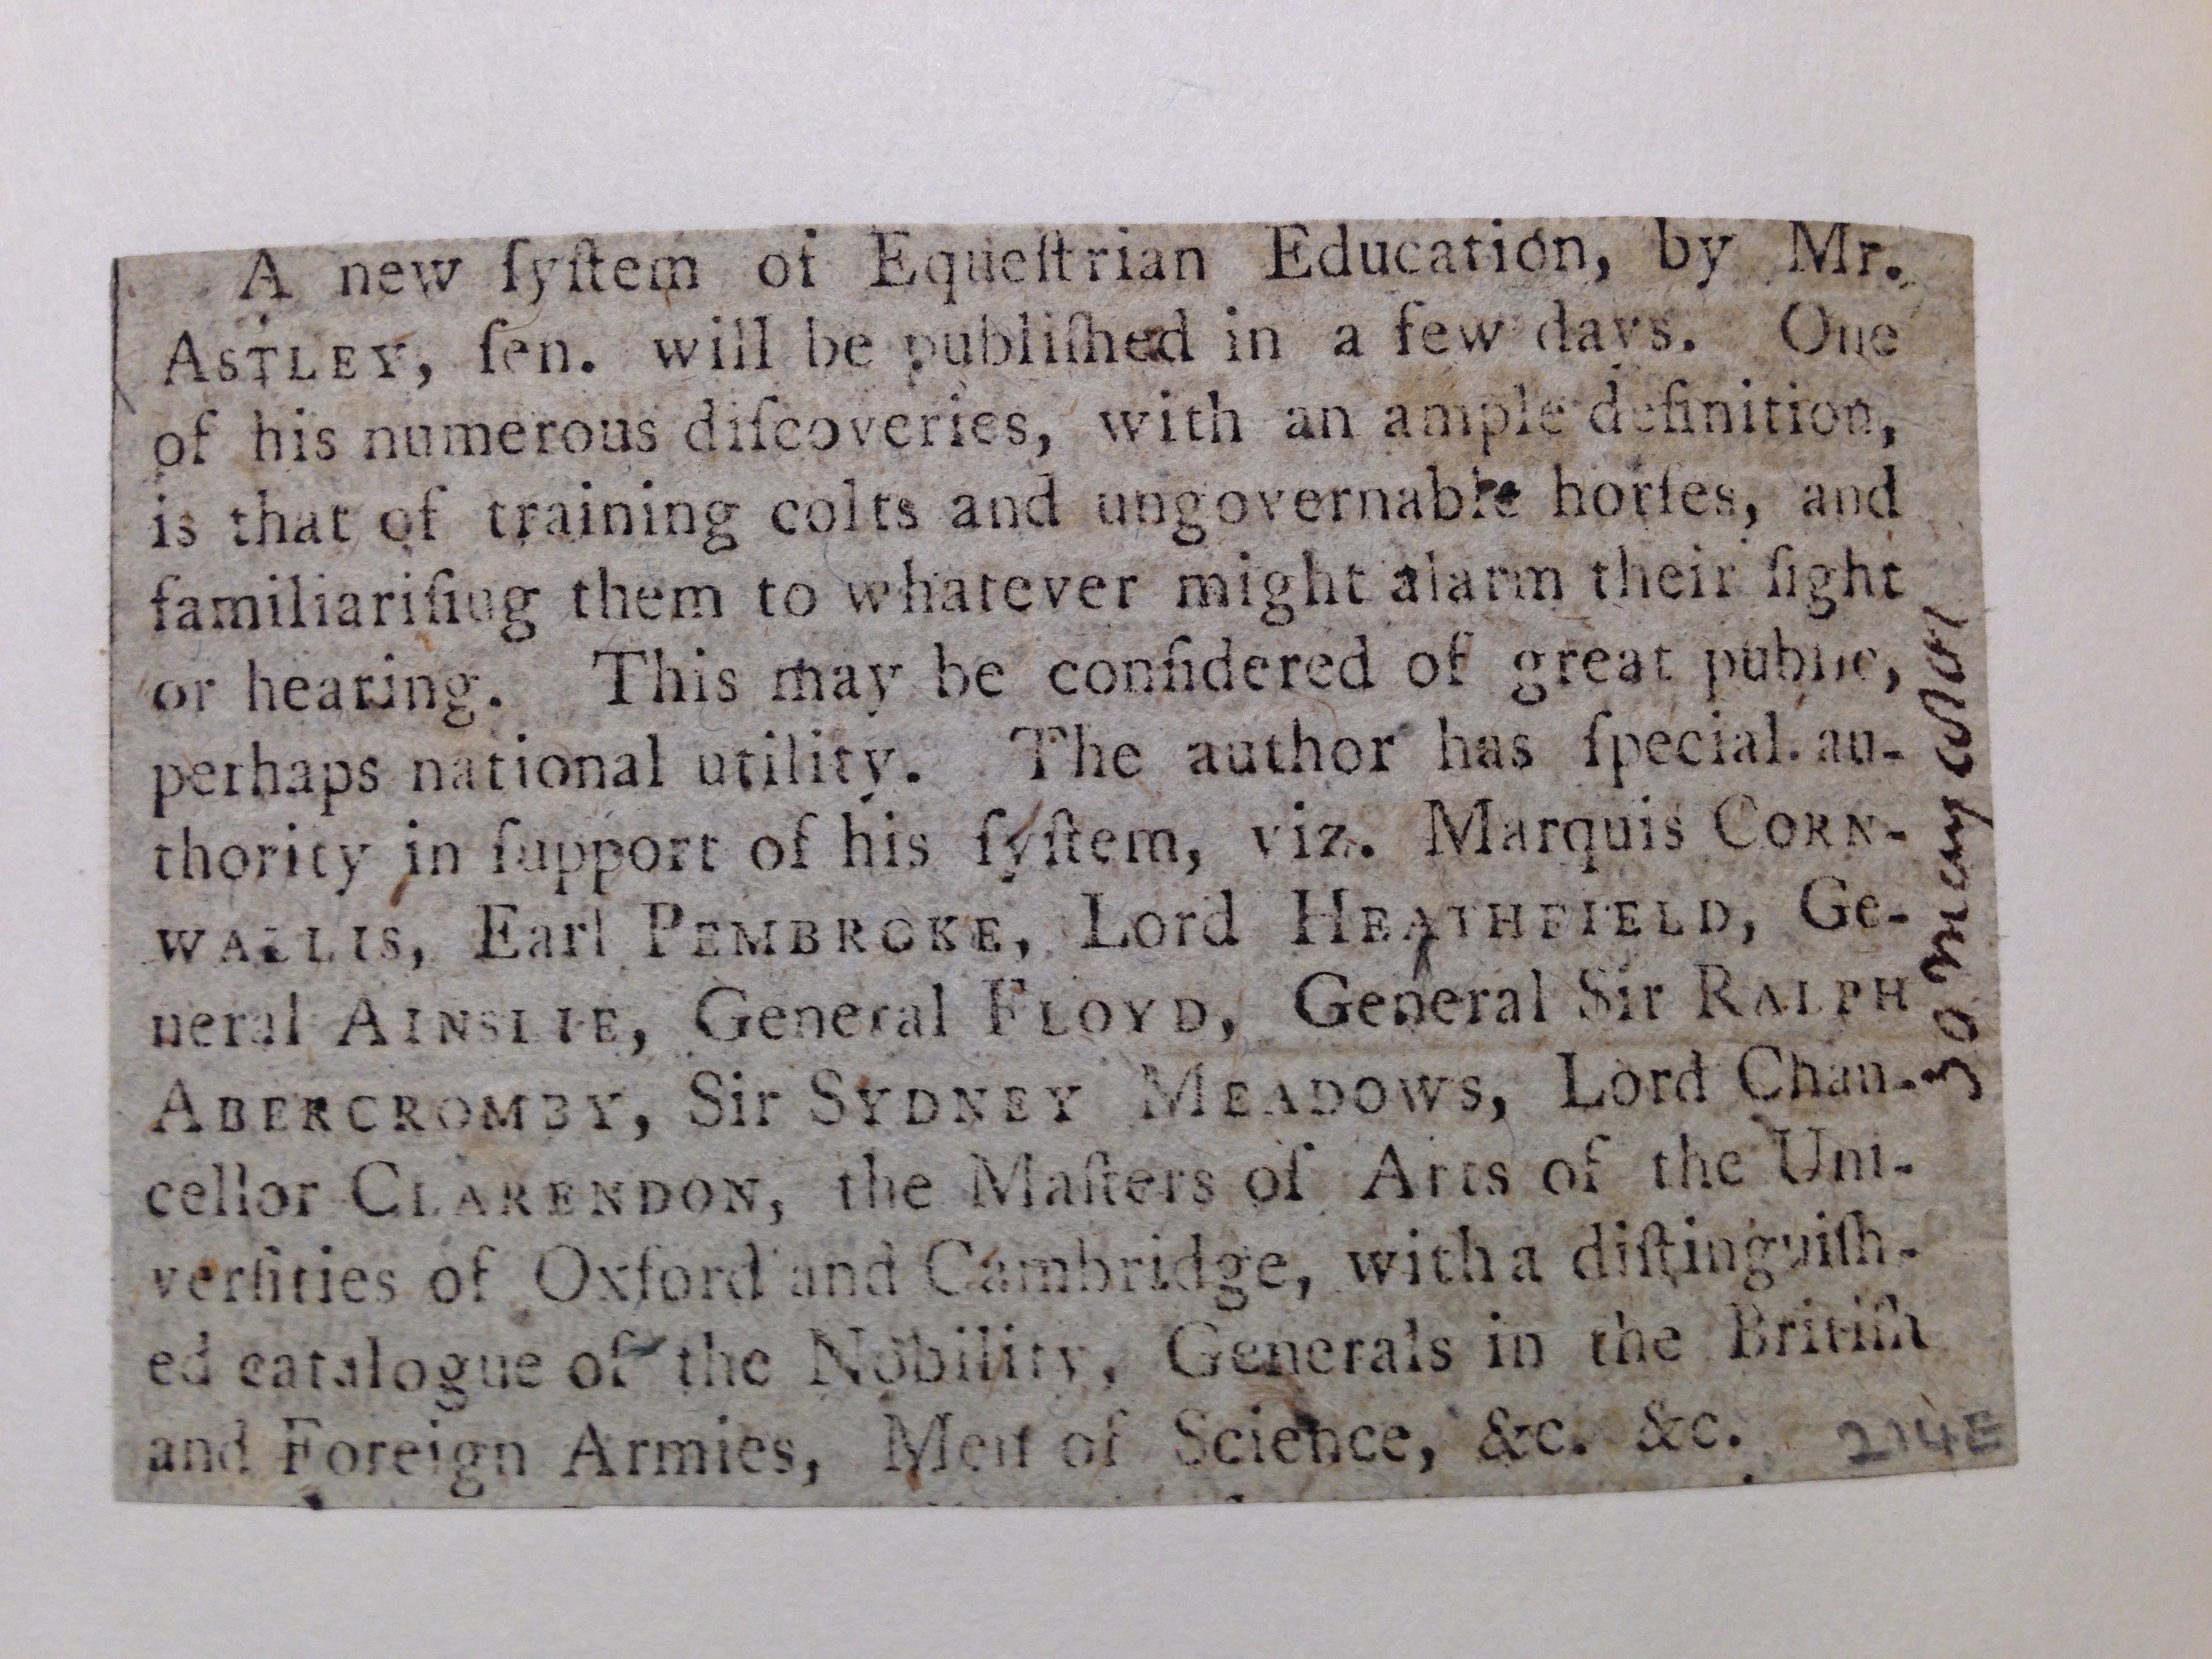 A new ſyſtem of Equeſtrian Education, by Mr.
ASTLEY, ſen. will be publiſhed in a few days. One
of his numerous diſcoveries, with an ample definition,
is that of training colts and ungovernable horſes, and
familiariſing them to whatever might alarm their ſight
or hearing. This may be conſidered of great public,
perhaps national utility. The author has ſpecial au-
thority in ſupport of his ſyſtem, viz. Marquis CORN-
WALLIS, Earl PEMBROKE, Lord HEATHFIELD, Ge-
neral AINSLIE, General FLOYD, General Sir RALPH
ABERCROMBY, Sir SYDNEY MEADOWS, Lord Chan-
cellor CLARENDON, the Maſters of Arts of the Uni-
verſities of Oxford and Cambridge, with a diſtinguiſh-
ed catalogue of the Nobility, Generals in the Britiſh
and Foreign Armies, Men of Science, &c. &c.
214E
30 May